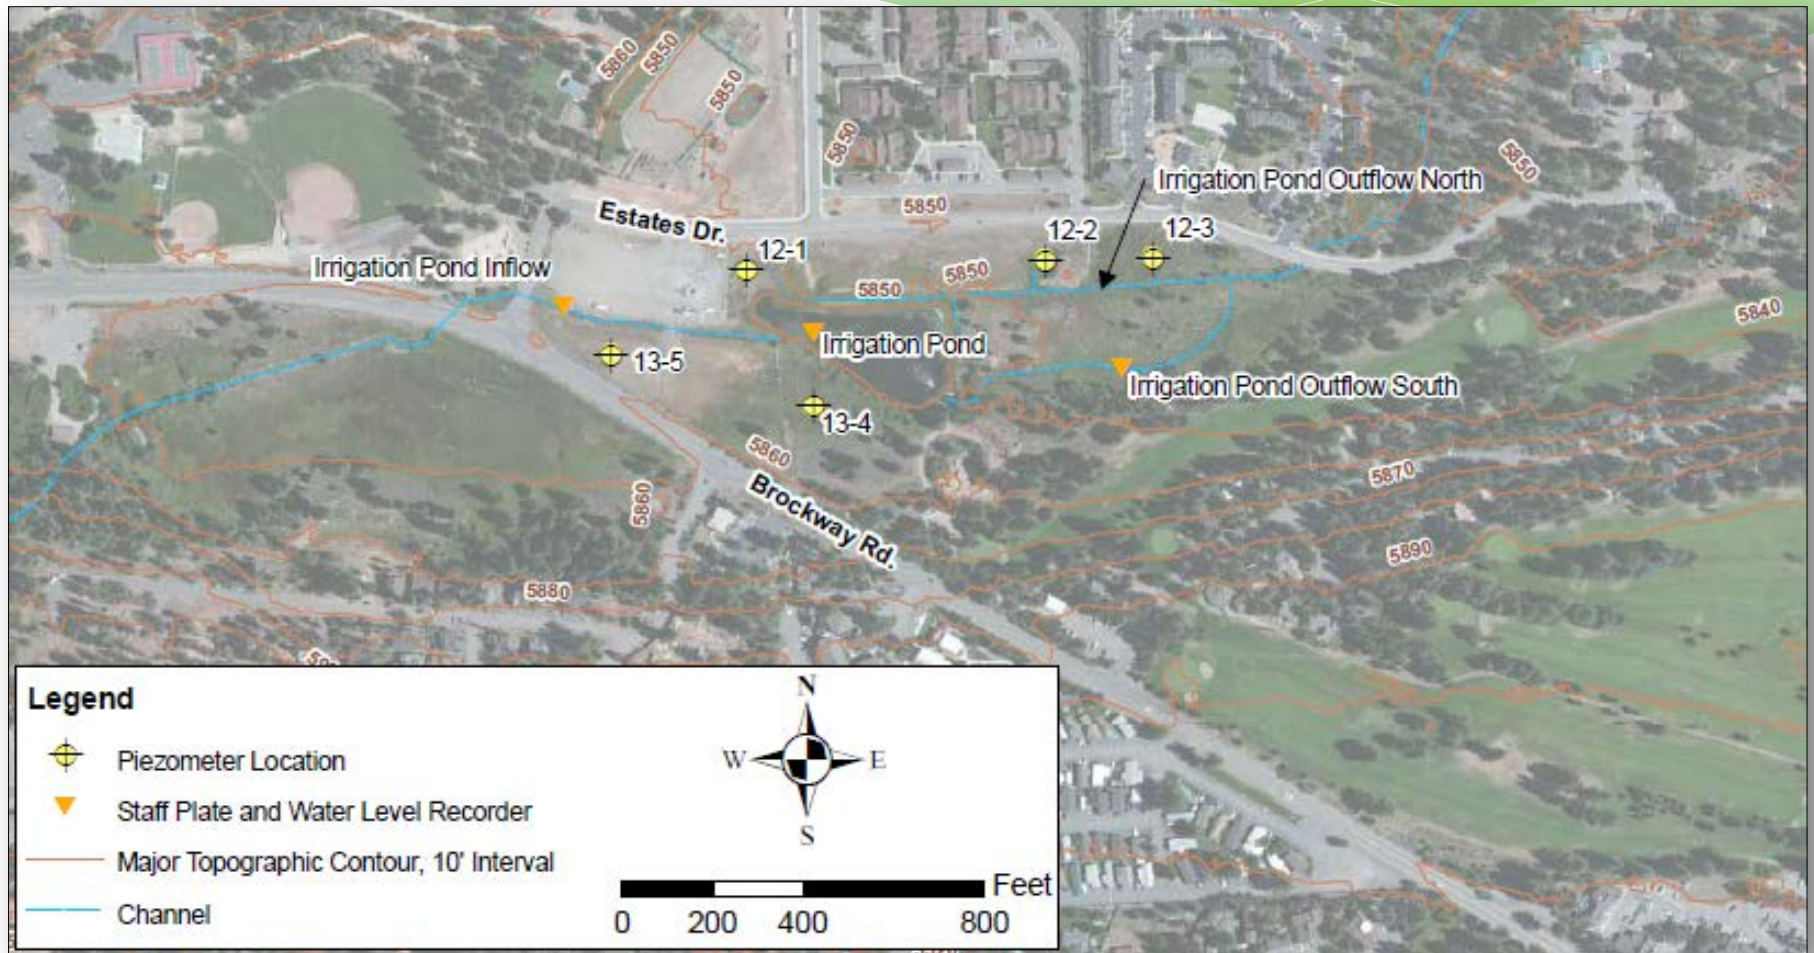 5860
5850
5850
5850
5850
Irrigation Pond Outflow North
5850
Estates Dr.
12-1
12-2
12-3
Irrigation Pond Inflow
5850
5850
5840
13-5
Irrigation Pond
Irrigation Pond Outflow South
13-4
5860
5870
5860
Brockway Rd.
5890
5880
Legend
Piezometer Location
Staff Plate and Water Level Recorder
Major Topographic Contour, 10' Interval
Channel
N
W
E
S
Feet
0 200 400 800